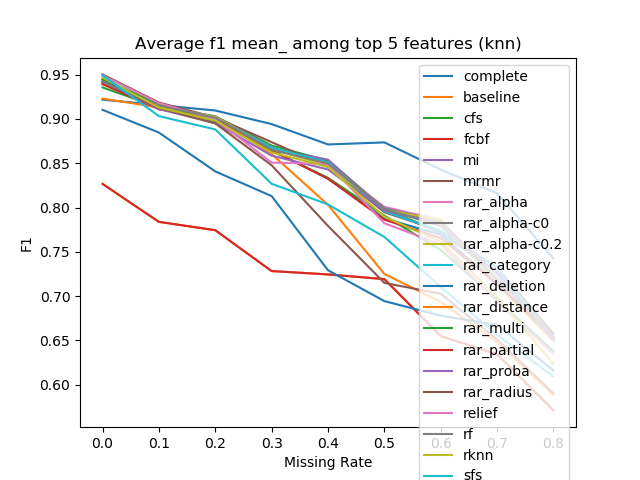 Average f1 mean_ among top 5 features (knn)
F1
0.95
0.90
0.85
0.80
0.75
0.70
0.65
0.60
0.0 0.1 0.2 0.3 0.4 0.5 0.6 0.7 0.8
Missing Rate
complete
baseline
cfs
fcbf
mi
mrmr
rar_alpha
rar_alpha-c0
rar_alpha-c0.2
rar_category
rar_deletion
rar_distance
rar_multi
rar_partial
rar_proba
rar_radius
relief
rf
rknn
sfs